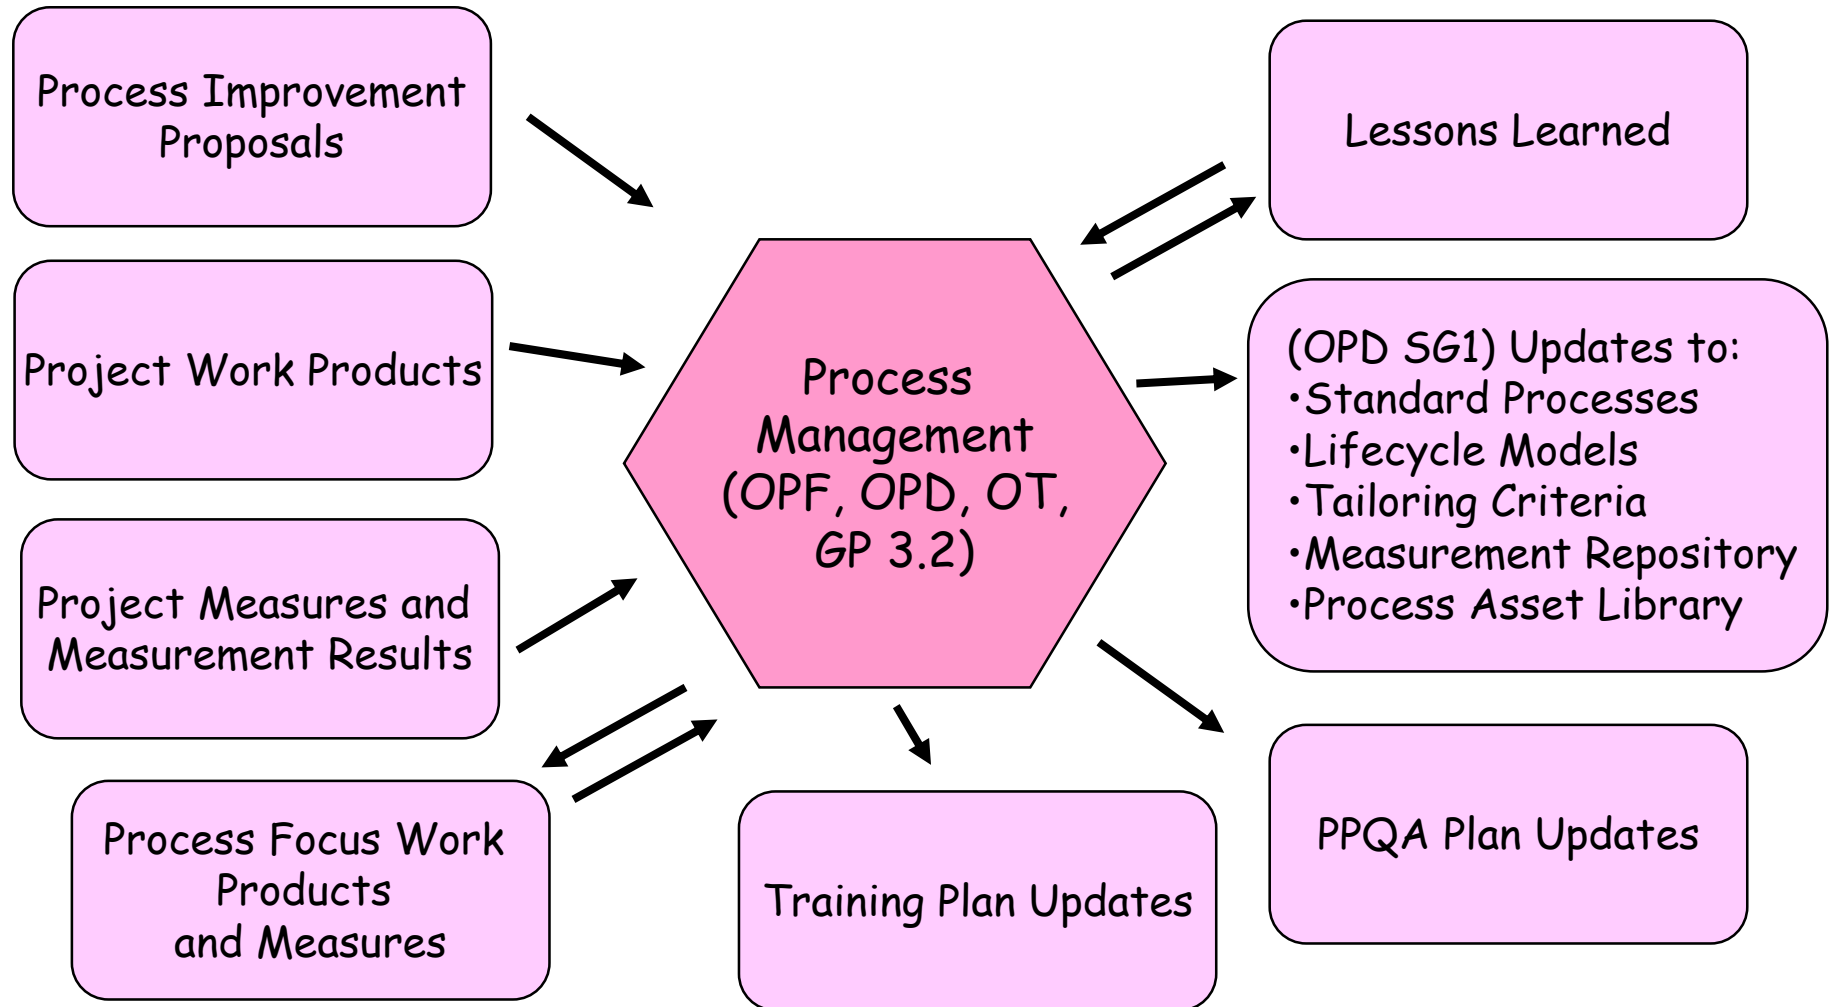 Process Improvement
Proposals
Project Work Products
Project Measures and
Measurement Results
Process Focus Work
Products
and Measures
Process
Management
(OPF, OPD, OT,
GP 3.2)
Training Plan Updates
Lessons Learned
(OPD SG1) Updates to:
•Standard Processes
•Lifecycle Models
•Tailoring Criteria
•Measurement Repository
•Process Asset Library
PPQA Plan Updates